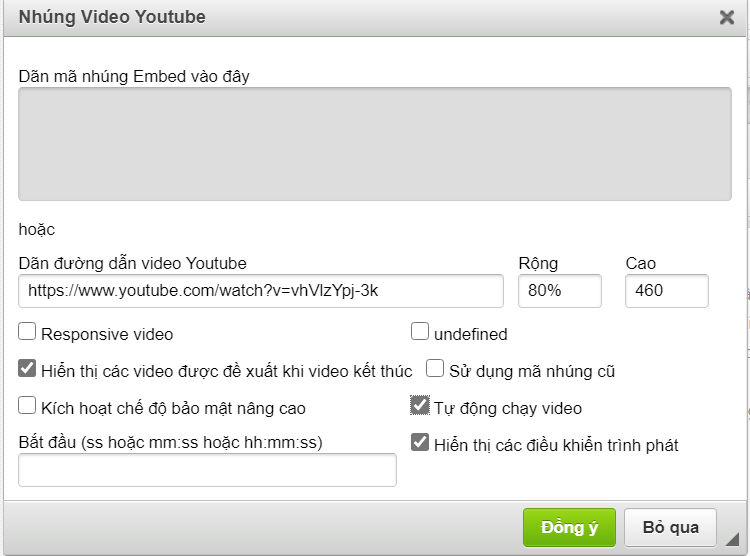 Nhúng Video Youtube
Dãn mã nhúng Embed vào đây
hoặc
Dãn đường dẫn video Youtube Rộng Cao
https://www.youtube.com/watch?v=vhVlzYpj-3k 80% 460
Responsive video undefined
Hiển thị các video được đề xuất khi video kết thúc Sử dụng mã nhúng cũ
Kích hoạt chế độ bảo mật nâng cao Tự động chạy video
Bắt đầu (ss hoặc mm:ss hoặc hh:mm:ss) Hiển thị các điều khiển trình phát
Đồng ý Bỏ qua